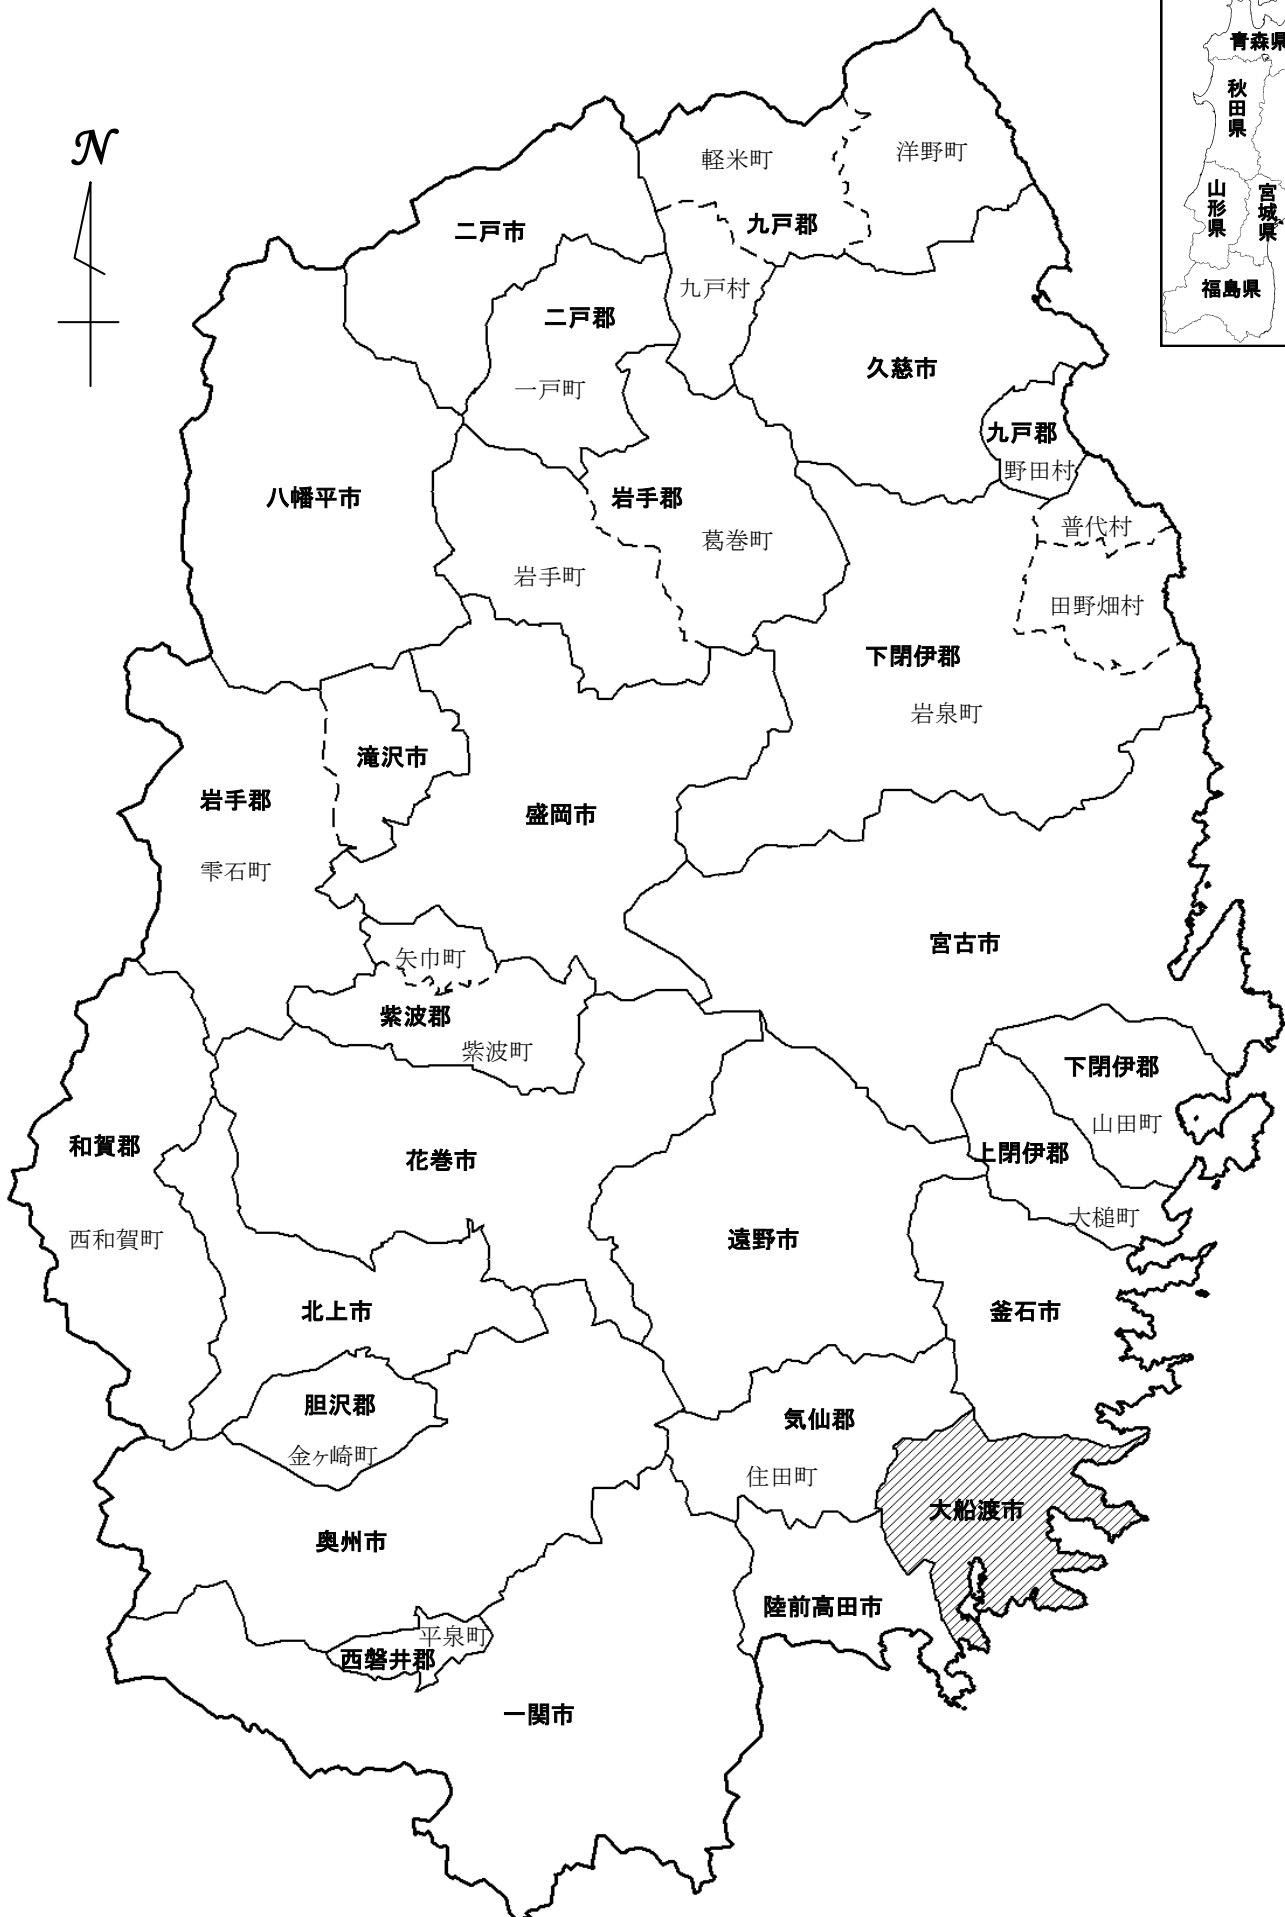 N
青森県
秋田県
山形県
宮城県
福島県
軽米町
洋野町
九戸郡
二戸市
九戸村
二戸郡
一戸町
久慈市
九戸郡
野田村
八幡平市
岩手郡
葛巻町
岩手町
普代村
田野畑村
下閉伊郡
岩泉町
滝沢市
岩手郡
雫石町
盛岡市
宮古市
矢巾町
紫波郡
紫波町
下閉伊郡
山田町
和賀郡
西和賀町
花巻市
上閉伊郡
大槌町
遠野市
北上市
釜石市
胆沢郡
金ヶ崎町
気仙郡
住田町
大船渡市
奥州市
陸前高田市
平泉町
西磐井郡
一関市